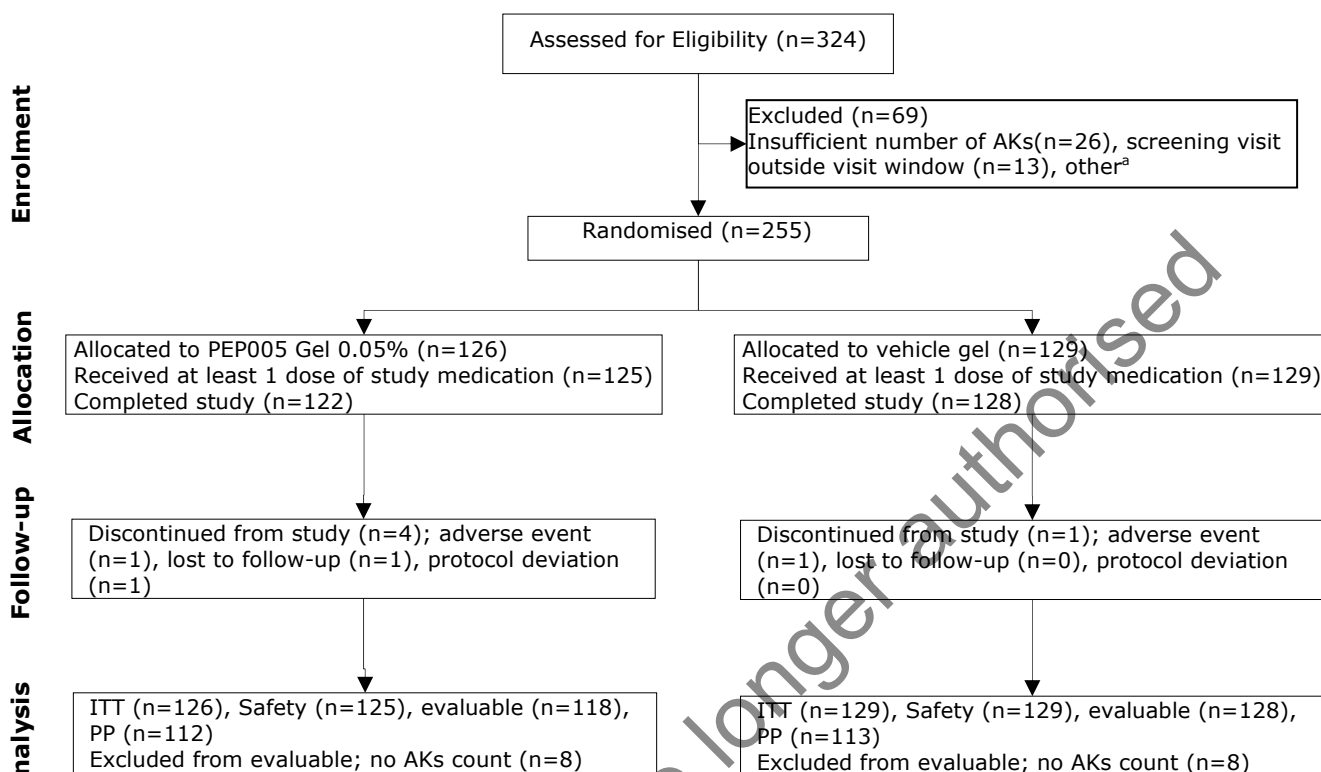 Assessed for Eligibility (n=324)
Enrolment
Excluded (n=69)
Insufficient number of AKs(n=26), screening visit
outside visit window (n=13), otherᵃ
Randomised (n=255)
Allocation
Allocated to PEP005 Gel 0.05% (n=126)
Received at least 1 dose of study medication (n=125)
Completed study (n=122)
Allocated to vehicle gel (n=129)
Received at least 1 dose of study medication (n=129)
Completed study (n=128)
Follow-up
Discontinued from study (n=4); adverse event
(n=1), lost to follow-up (n=1), protocol deviation
(n=1)
Discontinued from study (n=1); adverse event
(n=1), lost to follow-up (n=0), protocol deviation
(n=0)
nalysis
ITT (n=126), Safety (n=125), evaluable (n=118),
PP (n=112)
Excluded from evaluable; no AKs count (n=8)
ITT (n=129), Safety (n=129), evaluable (n=128),
PP (n=113)
Excluded from evaluable; no AKs count (n=8)
longer authorised